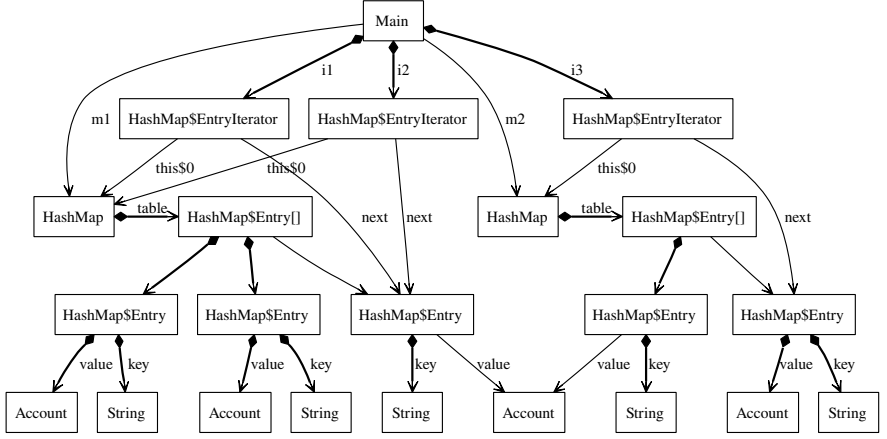 Main
i1
i2
i3
m1
HashMap$EntryIterator
HashMap$EntryIterator
m2
HashMap$EntryIterator
this$0
this$0
this$0
HashMap
table
HashMap$Entry[]
next
next
HashMap
table
HashMap$Entry[]
next
HashMap$Entry
HashMap$Entry
HashMap$Entry
HashMap$Entry
HashMap$Entry
value
key
value
key
key
value
value
key
value
key
Account
String
Account
String
String
Account
String
Account
String